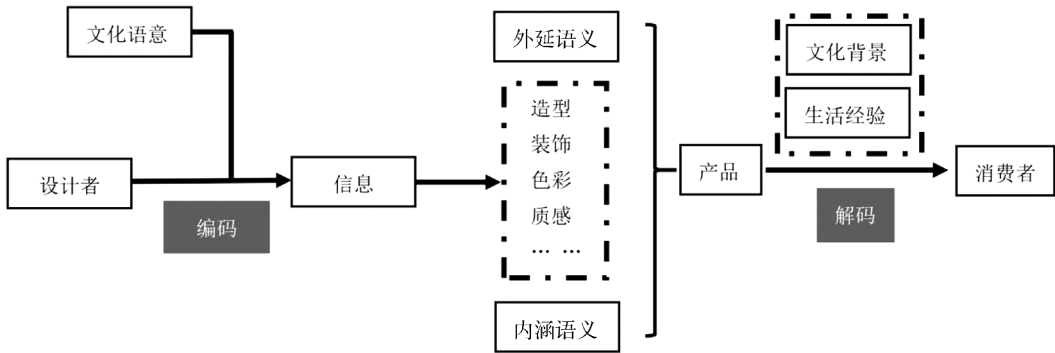 文化语意
设计者
编码
信息
外延语义
造型
装饰
色彩
质感
… …
内涵语义
产品
文化背景
生活经验
解码
消费者